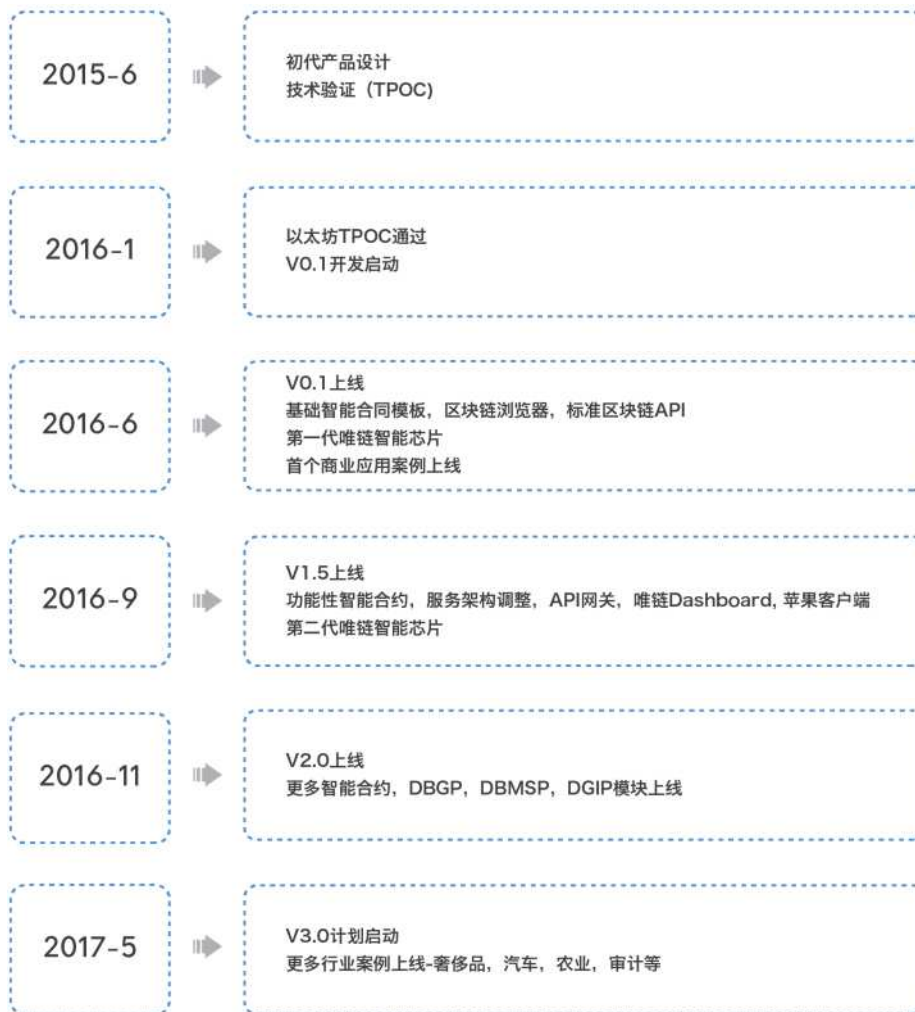 2015-6
初代产品设计
技术验证（TPOC)
2016-1
以太坊TPOC通过
V0.1开发启动
2016-6
V0.1上线
基础智能合同模板，区块链浏览器，标准区块链API
第一代唯链智能芯片
首个商业应用案例上线
2016-9
V1.5上线
功能性智能合约，服务架构调整，API网关，唯链Dashboard, 苹果客户端
第二代唯链智能芯片
2016-11
V2.0上线
更多智能合约，DBGP，DBMSP，DGIP模块上线
2017-5
V3.0计划启动
更多行业案例上线-奢侈品，汽车，农业，审计等